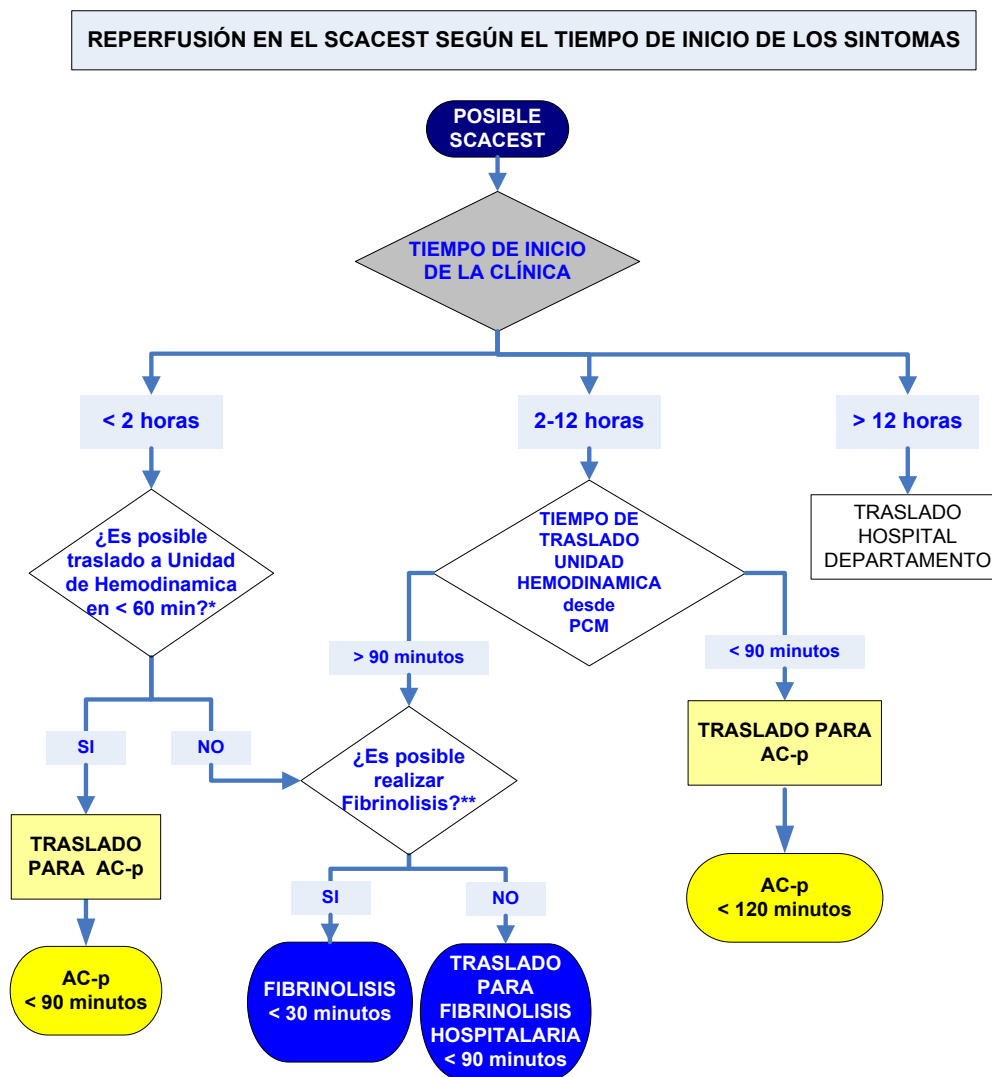 REPERFUSIÓN EN EL SCACEST SEGÚN EL TIEMPO DE INICIO DE LOS SINTOMAS
POSIBLE
SCACEST
TIEMPO DE INICIO
DE LA CLÍNICA
< 2 horas
2-12 horas
> 12 horas
¿Es posible
traslado a Unidad
de Hemodinamica
en < 60 min?*
TIEMPO DE
TRASLADO
UNIDAD
HEMODINAMICA
desde
PCM
TRASLADO
HOSPITAL
DEPARTAMENTO
> 90 minutos
< 90 minutos
SI
NO
¿Es posible
realizar
Fibrinolisis?**
TRASLADO PARA
AC-p
TRASLADO
PARA AC-p
SI
NO
AC-p
< 120 minutos
AC-p
< 90 minutos
FIBRINOLISIS
< 30 minutos
TRASLADO
PARA
FIBRINOLISIS
HOSPITALARIA
< 90 minutos